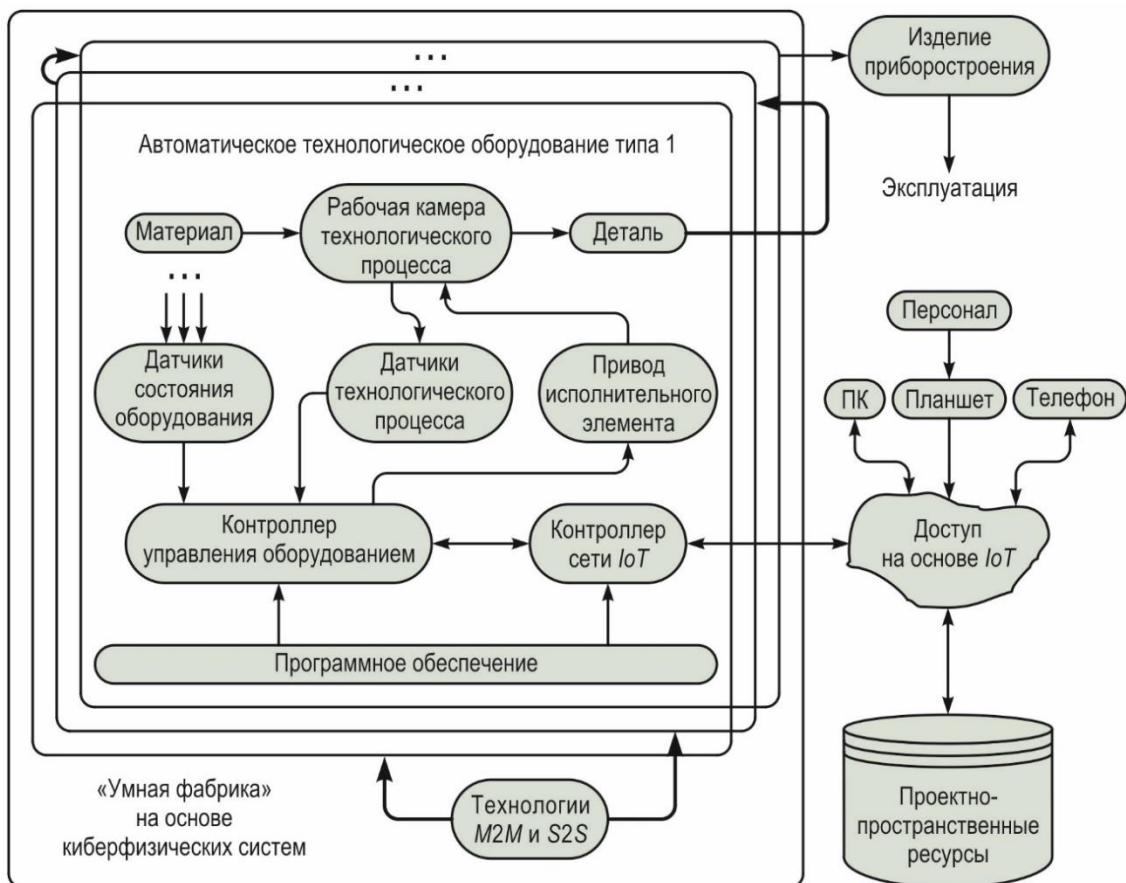 ...
...
Изделие
приборостроения
Эксплуатация
Автоматическое технологическое оборудование типа 1
Материал
Рабочая камера
технологического
процесса
Деталь
...
Датчики
состояния
оборудования
Датчики
технологического
процесса
Привод
исполнительного
элемента
Контроллер
управления оборудованием
Контроллер
сети IoT
Программное обеспечение
Персонал
ПК
Планшет
Телефон
Доступ
на основе IoT
Проектно-
пространственные
ресурсы
«Умная фабрика»
на основе
киберфизических систем
Технологии
M2M и S2S